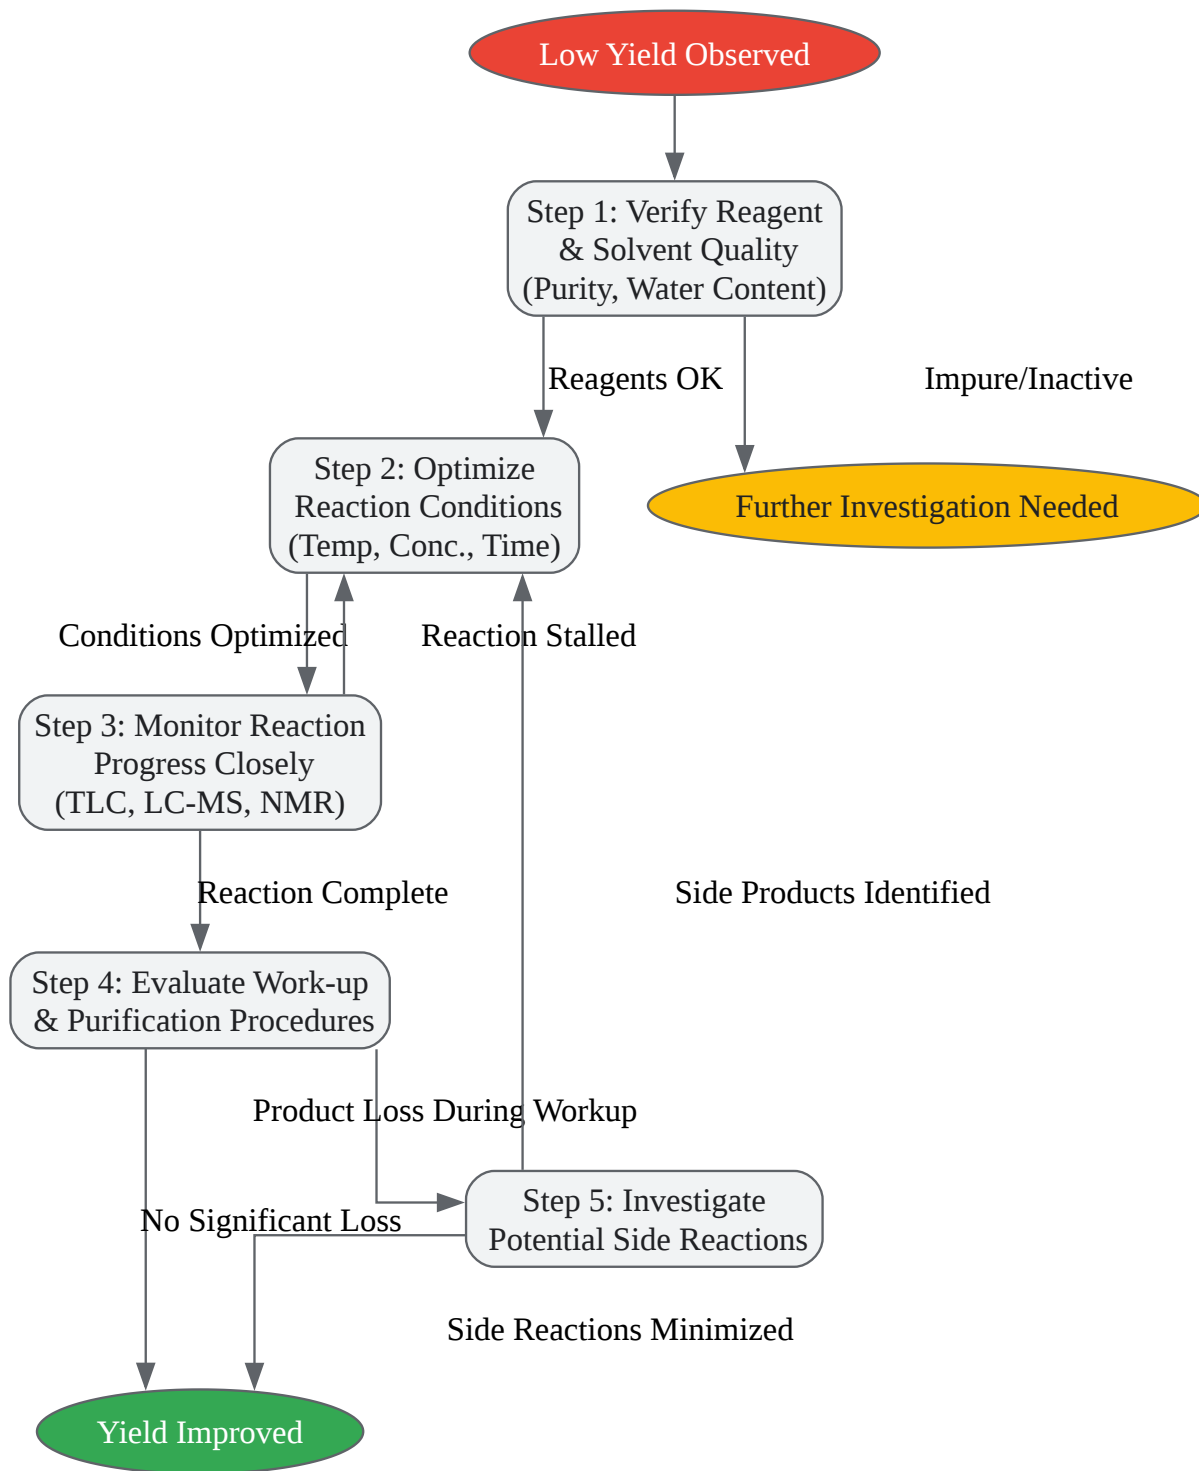 Low Yield Observed
Step 1: Verify Reagent
& Solvent Quality
(Purity, Water Content)
Reagents OK
Impure/Inactive
Step 2: Optimize
Reaction Conditions
(Temp, Conc., Time)
Further Investigation Needed
Conditions Optimized
Reaction Stalled
Step 3: Monitor Reaction
Progress Closely
(TLC, LC-MS, NMR)
Reaction Complete
Side Products Identified
Step 4: Evaluate Work-up
& Purification Procedures
Product Loss During Workup
Step 5: Investigate
Potential Side Reactions
No Significant Loss
Side Reactions Minimized
Yield Improved